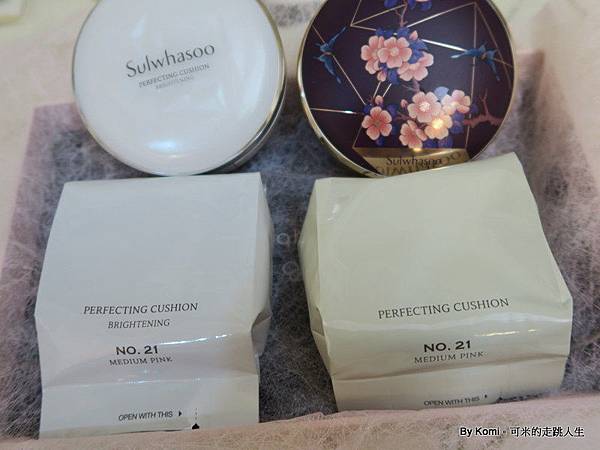 Sulwhasoo
PERFECTING CUSHION
BRIGHTENING
Sulwhasoo
PERFECTING CUSHION
BRIGHTENING
NO. 21
MEDIUM PINK
OPEN WITH THIS
PERFECTING CUSHION
NO. 21
MEDIUM PINK
OPEN WITH THIS
By Komi。可米的走跳人生